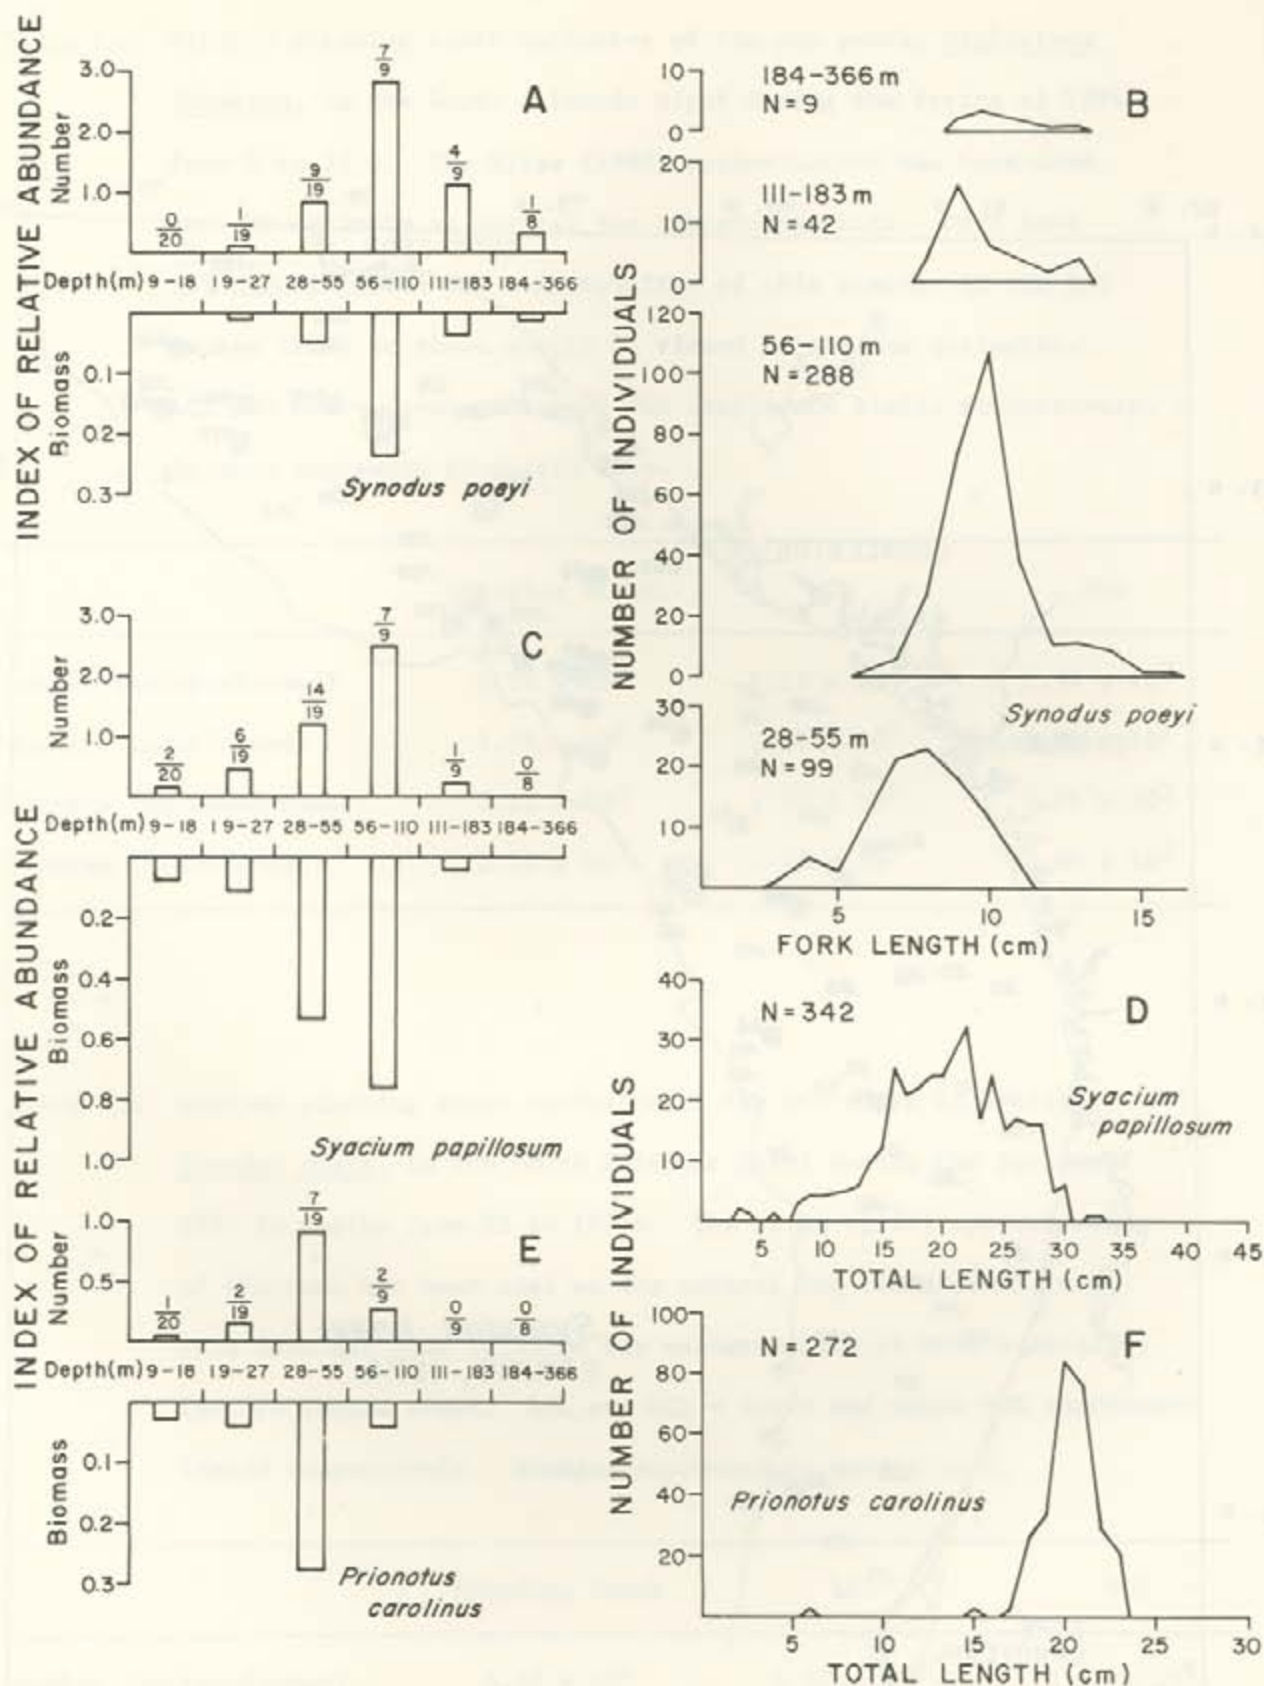 INDEX OF RELATIVE ABUNDANCE
Number
Biomass
A
3.0
2.0
1.0
0/20
1/19
9/19
7/9
4/9
1/8
Depth(m) 9-18 19-27 28-55 56-110 111-183 184-366
0.1
0.2
0.3
Synodus poeyi
NUMBER OF INDIVIDUALS
B
184-366 m
N = 9
10
0
111-183 m
N = 42
20
10
0
56-110 m
N = 288
120
100
80
60
40
20
0
Synodus poeyi
28-55 m
N = 99
30
20
10
5 10 15
FORK LENGTH (cm)
INDEX OF RELATIVE ABUNDANCE
Number
Biomass
C
3.0
2.0
1.0
2/20
6/19
14/19
7/9
1/9
0/8
Depth(m) 9-18 19-27 28-55 56-110 111-183 184-366
0.2
0.4
0.6
0.8
1.0
Syacium papillosum
NUMBER OF INDIVIDUALS
D
N = 342
40
30
20
10
Syacium
papillosum
5 10 15 20 25 30 35 40 45
TOTAL LENGTH (cm)
Number
Biomass
E
1.0
0.5
1/20
2/19
7/19
2/9
0/9
0/8
Depth(m) 9-18 19-27 28-55 56-110 111-183 184-366
0.1
0.2
0.3
Prionotus
carolinus
NUMBER OF INDIVIDUALS
F
N = 272
100
80
60
40
20
Prionotus carolinus
5 10 15 20 25 30
TOTAL LENGTH (cm)